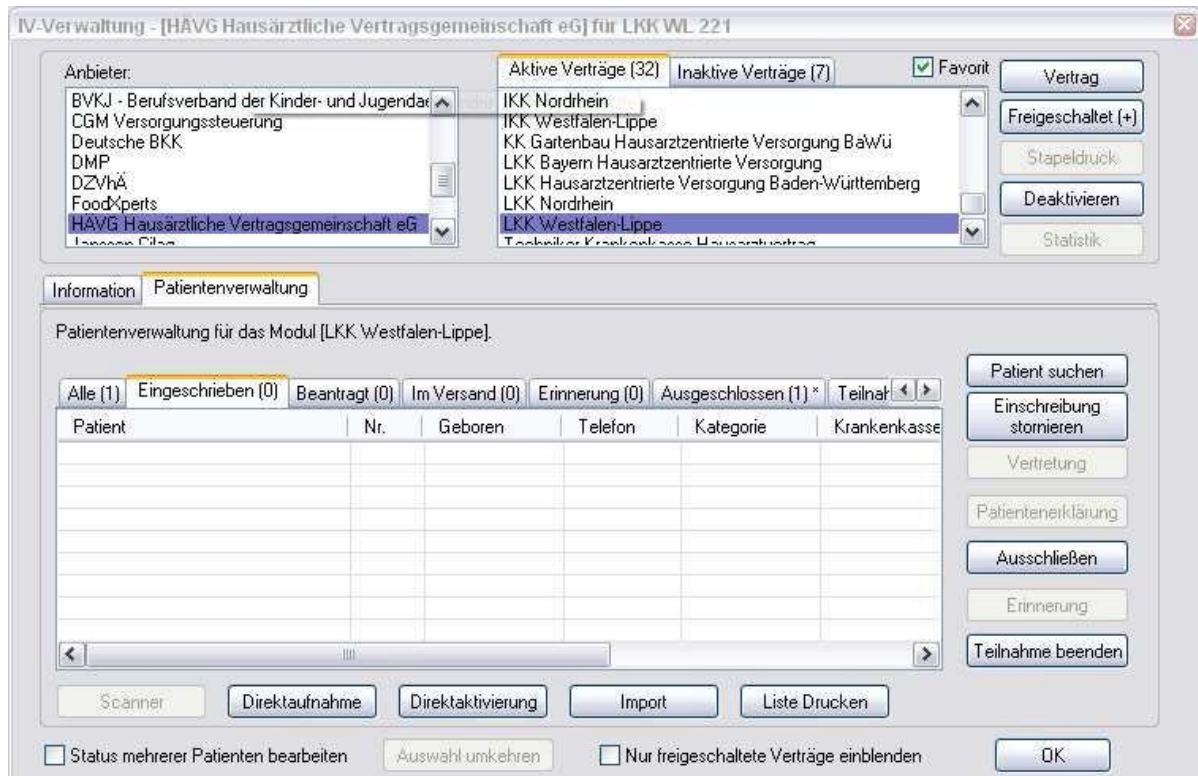 IV-Verwaltung - [HÄVG Hausärztliche Vertragsgemeinschaft eG] für LKK WL 221
Anbieter:
BVKJ - Berufsverband der Kinder- und Jugendae
CGM Versorgungssteuerung
Deutsche BKK
DMP
DZVhÄ
FoodXperts
HÄVG Hausärztliche Vertragsgemeinschaft eG
Aktive Verträge (32)
Inaktive Verträge (7)
Favorit
IKK Nordrhein
IKK Westfalen-Lippe
KK Gartenbau Hausarztzentrierte Versorgung BaWü
LKK Bayern Hausarztzentrierte Versorgung
LKK Hausarztzentrierte Versorgung Baden-Württemberg
LKK Nordrhein
LKK Westfalen-Lippe
Techniker Krankenkasse Hausarztvertrag
Vertrag
Freigeschaltet (+)
Stapeldruck
Deaktivieren
Statistik
Information
Patientenverwaltung
Patientenverwaltung für das Modul [LKK Westfalen-Lippe].
Alle (1)
Eingeschrieben (0)
Beantragt (0)
Im Versand (0)
Erinnerung (0)
Ausgeschlossen (1) *
Teilnah
Patient
Nr.
Geboren
Telefon
Kategorie
Krankenkasse
Patient suchen
Einschreibung
stornieren
Vertretung
Patientenerklärung
Ausschließen
Erinnerung
Teilnahme beenden
Scanner
Direktaufnahme
Direktaktivierung
Import
Liste Drucken
Status mehrerer Patienten bearbeiten
Auswahl umkehren
Nur freigeschaltete Verträge einblenden
OK